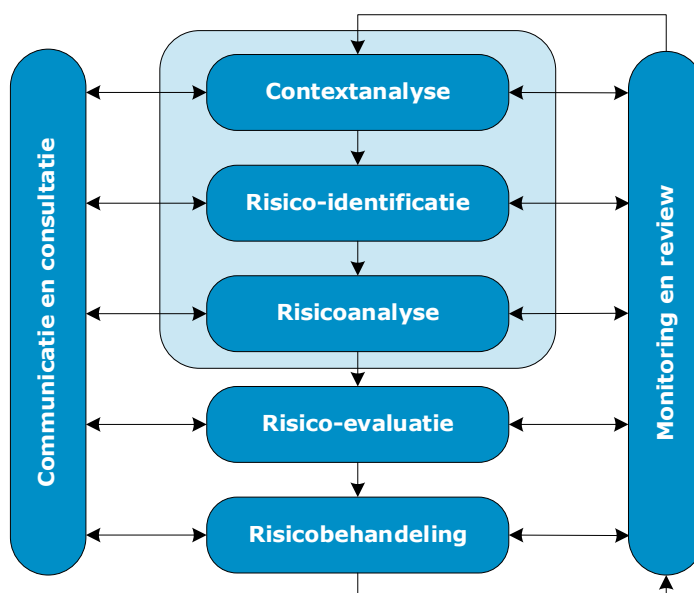 Contextanalyse
Risico-identificatie
Risicoanalyse
Risico-evaluatie
Risicobehandeling
Communicatie en consultatie
Monitoring en review